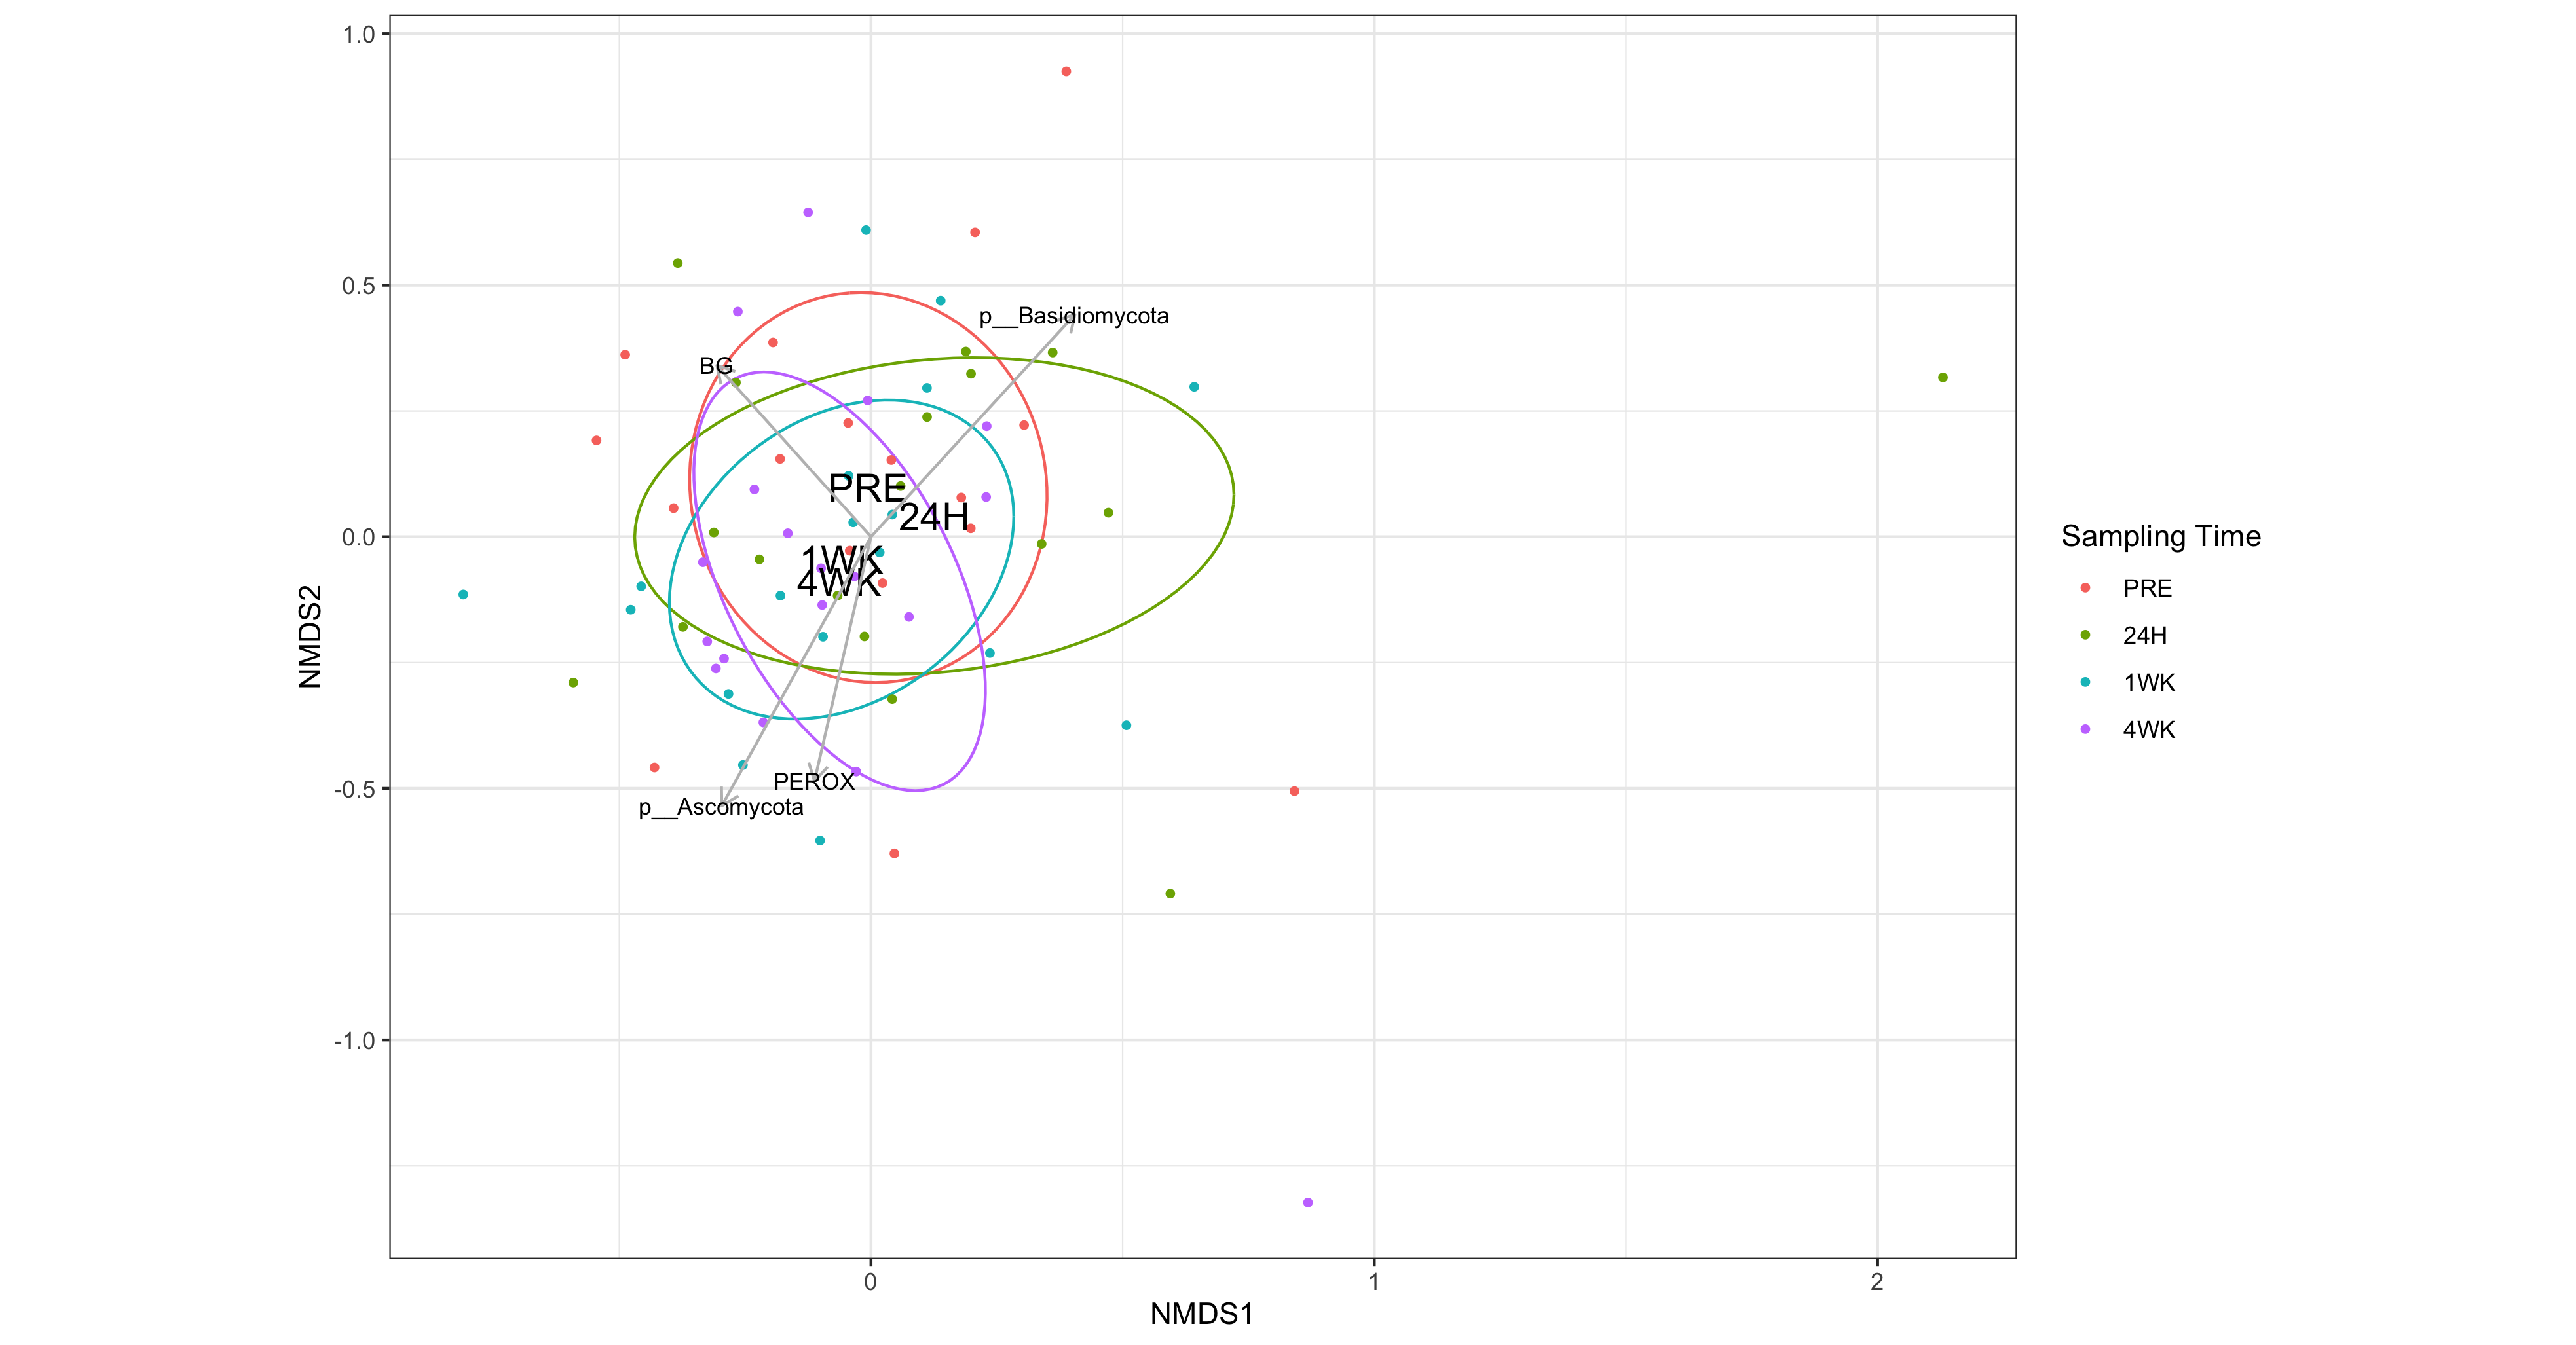 1.0
0.5
0.0
-0.5
-1.0
NMDS2
p__Basidiomycota
BG
PRE
24H
1WK
4WK
PEROX
p__Ascomycota
0
1
2
NMDS1
Sampling Time
PRE
24H
1WK
4WK